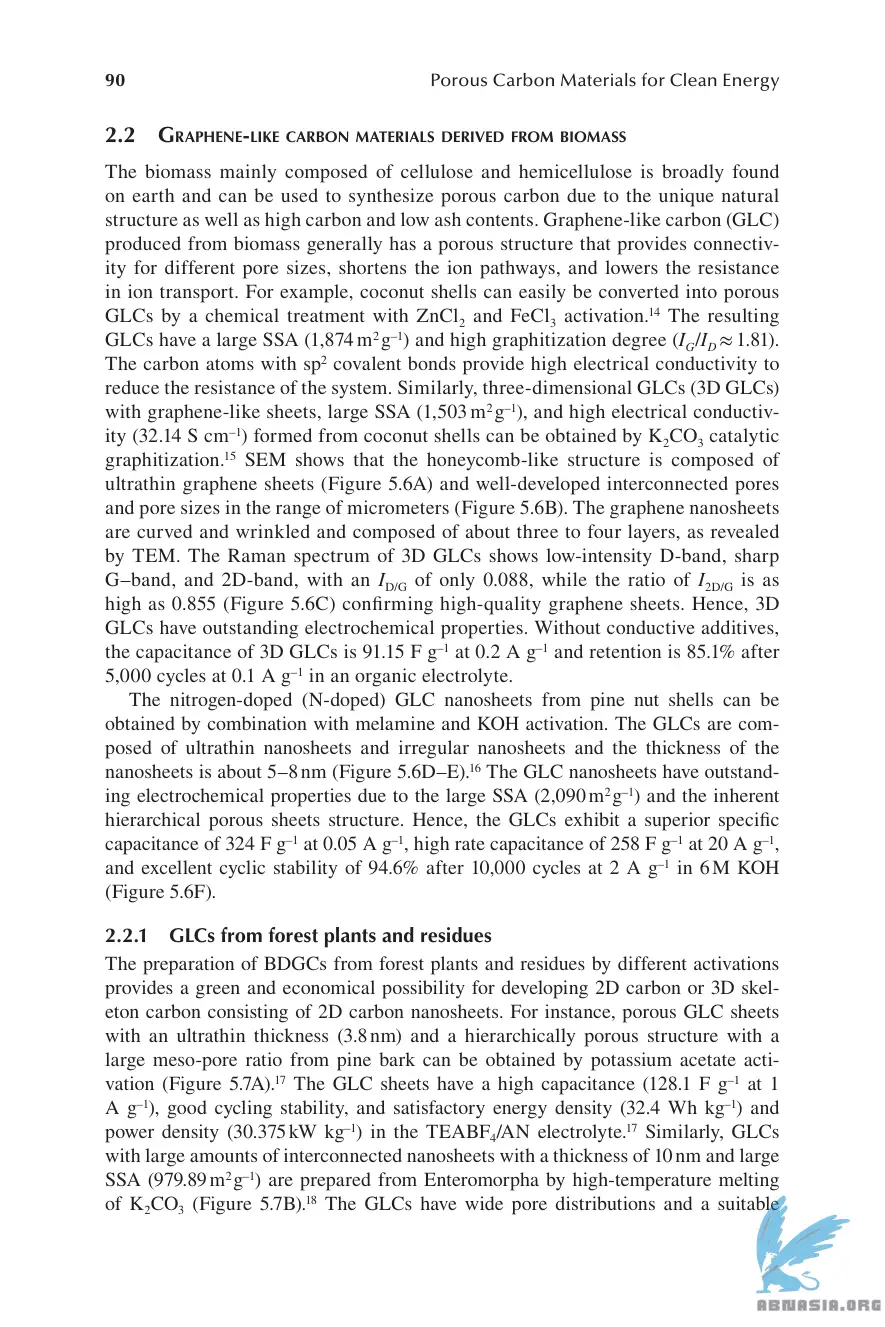 90 Porous Carbon Materials for Clean Energy
2.2 Graphene-like carbon materials derived from biomass
The biomass mainly composed of cellulose and hemicellulose is broadly found
on earth and can be used to synthesize porous carbon due to the unique natural
structure as well as high carbon and low ash contents. Graphene-like carbon (GLC)
produced from biomass generally has a porous structure that provides connectiv-
ity for different pore sizes, shortens the ion pathways, and lowers the resistance
in ion transport. For example, coconut shells can easily be converted into porous
GLCs by a chemical treatment with ZnCl₂ and FeCl₃ activation.¹⁴ The resulting
GLCs have a large SSA (1,874 m² g⁻¹) and high graphitization degree (I_G/I_D ≈ 1.81).
The carbon atoms with sp² covalent bonds provide high electrical conductivity to
reduce the resistance of the system. Similarly, three-dimensional GLCs (3D GLCs)
with graphene-like sheets, large SSA (1,503 m² g⁻¹), and high electrical conductiv-
ity (32.14 S cm⁻¹) formed from coconut shells can be obtained by K₂CO₃ catalytic
graphitization.¹⁵ SEM shows that the honeycomb-like structure is composed of
ultrathin graphene sheets (Figure 5.6A) and well-developed interconnected pores
and pore sizes in the range of micrometers (Figure 5.6B). The graphene nanosheets
are curved and wrinkled and composed of about three to four layers, as revealed
by TEM. The Raman spectrum of 3D GLCs shows low-intensity D-band, sharp
G–band, and 2D-band, with an I_D/G of only 0.088, while the ratio of I_2D/G is as
high as 0.855 (Figure 5.6C) confirming high-quality graphene sheets. Hence, 3D
GLCs have outstanding electrochemical properties. Without conductive additives,
the capacitance of 3D GLCs is 91.15 F g⁻¹ at 0.2 A g⁻¹ and retention is 85.1% after
5,000 cycles at 0.1 A g⁻¹ in an organic electrolyte.
The nitrogen-doped (N-doped) GLC nanosheets from pine nut shells can be
obtained by combination with melamine and KOH activation. The GLCs are com-
posed of ultrathin nanosheets and irregular nanosheets and the thickness of the
nanosheets is about 5–8 nm (Figure 5.6D–E).¹⁶ The GLC nanosheets have outstand-
ing electrochemical properties due to the large SSA (2,090 m² g⁻¹) and the inherent
hierarchical porous sheets structure. Hence, the GLCs exhibit a superior specific
capacitance of 324 F g⁻¹ at 0.05 A g⁻¹, high rate capacitance of 258 F g⁻¹ at 20 A g⁻¹,
and excellent cyclic stability of 94.6% after 10,000 cycles at 2 A g⁻¹ in 6 M KOH
(Figure 5.6F).
2.2.1 GLCs from forest plants and residues
The preparation of BDGCs from forest plants and residues by different activations
provides a green and economical possibility for developing 2D carbon or 3D skel-
eton carbon consisting of 2D carbon nanosheets. For instance, porous GLC sheets
with an ultrathin thickness (3.8 nm) and a hierarchically porous structure with a
large meso-pore ratio from pine bark can be obtained by potassium acetate acti-
vation (Figure 5.7A).¹⁷ The GLC sheets have a high capacitance (128.1 F g⁻¹ at 1
A g⁻¹), good cycling stability, and satisfactory energy density (32.4 Wh kg⁻¹) and
power density (30.375 kW kg⁻¹) in the TEABF₄/AN electrolyte.¹⁷ Similarly, GLCs
with large amounts of interconnected nanosheets with a thickness of 10 nm and large
SSA (979.89 m² g⁻¹) are prepared from Enteromorpha by high-temperature melting
of K₂CO₃ (Figure 5.7B).¹⁸ The GLCs have wide pore distributions and a suitable
ABNASIA.ORG